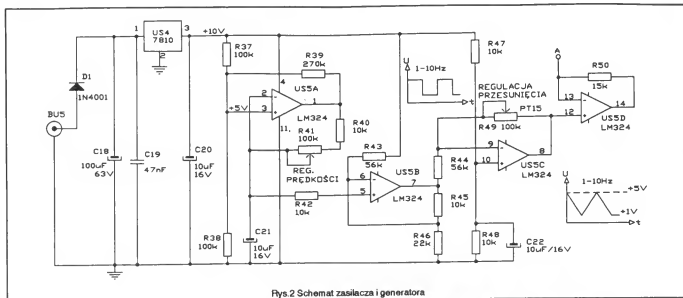 US4
7810
1
3
2
+10V
D1
1N4001
BU5
C18
100uF
63V
C19
47nF
C20
10uF
16V
R37
100k
R39
270k
+5V
4
2
3
1
11
US5A
LM324
R41
100k
REG.
PRĘDKOŚCI
R40
10k
R42
10k
R38
100k
C21
10uF
16V
R43
56k
6
5
7
US5B
LM324
U
1-10Hz
t
R44
56k
R45
10k
R46
22k
R47
10k
REGULACJA
PRZESUNIĘCIA
PT15
R49 100k
9
10
8
US5C
LM324
R48
10k
C22
10uF/16V
A
R50
15k
13
12
14
US5D
LM324
U
1-10Hz
+5V
+1V
t
Rys.2 Schemat zasilacza i generatora